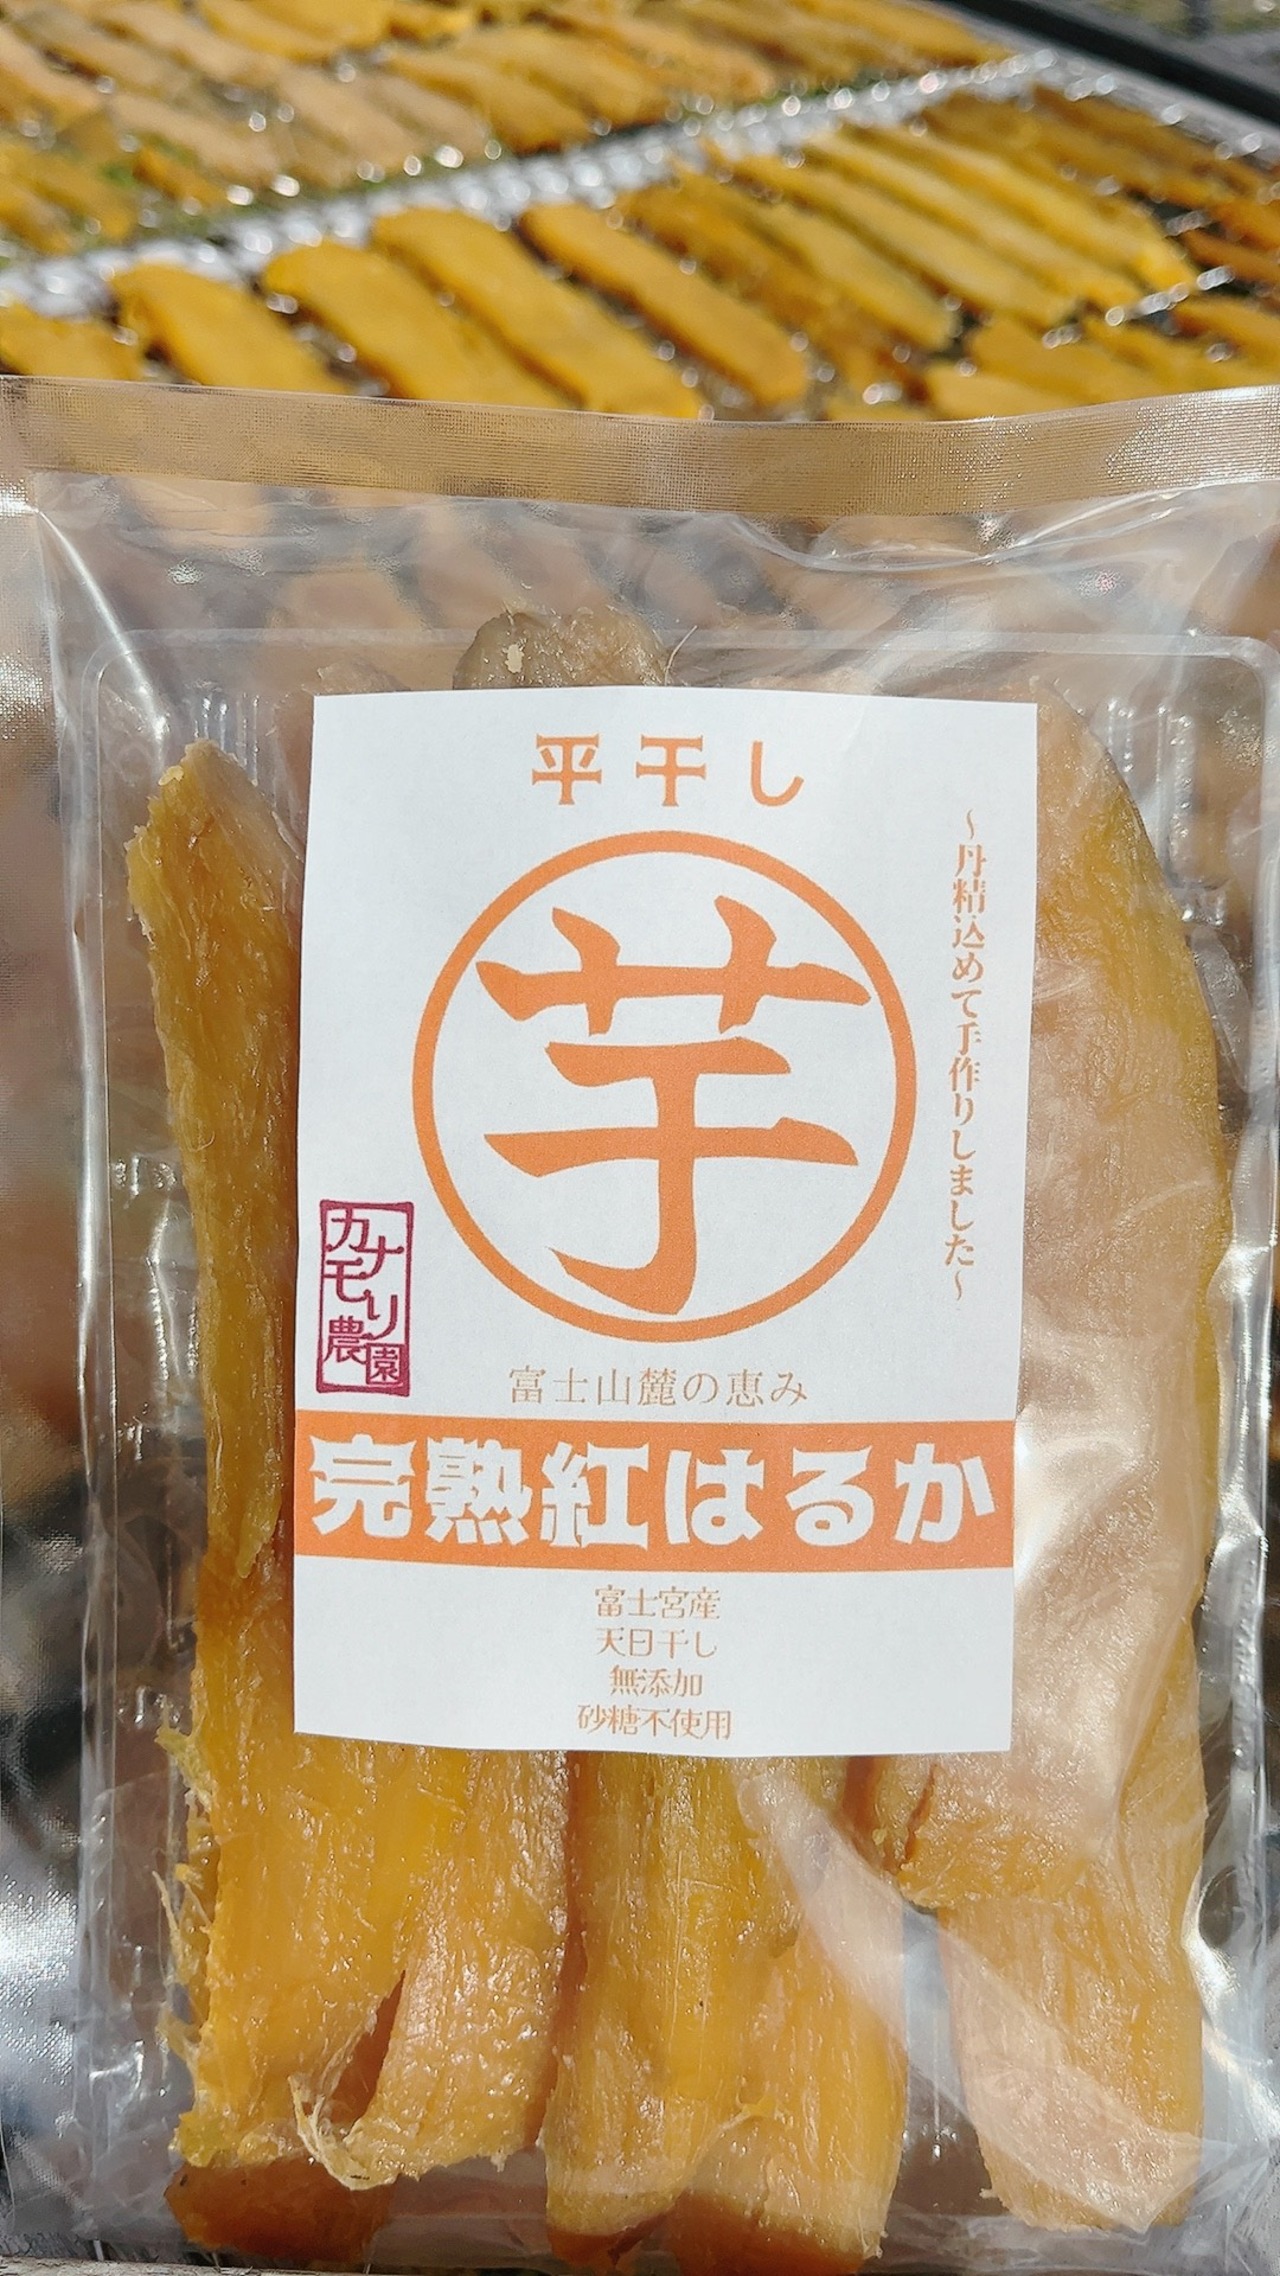 平干し
芋
～丹精込めて手作りしました～
カナモリ農園
富士山麓の恵み
完熟紅はるか
富士宮産
天日干し
無添加
砂糖不使用